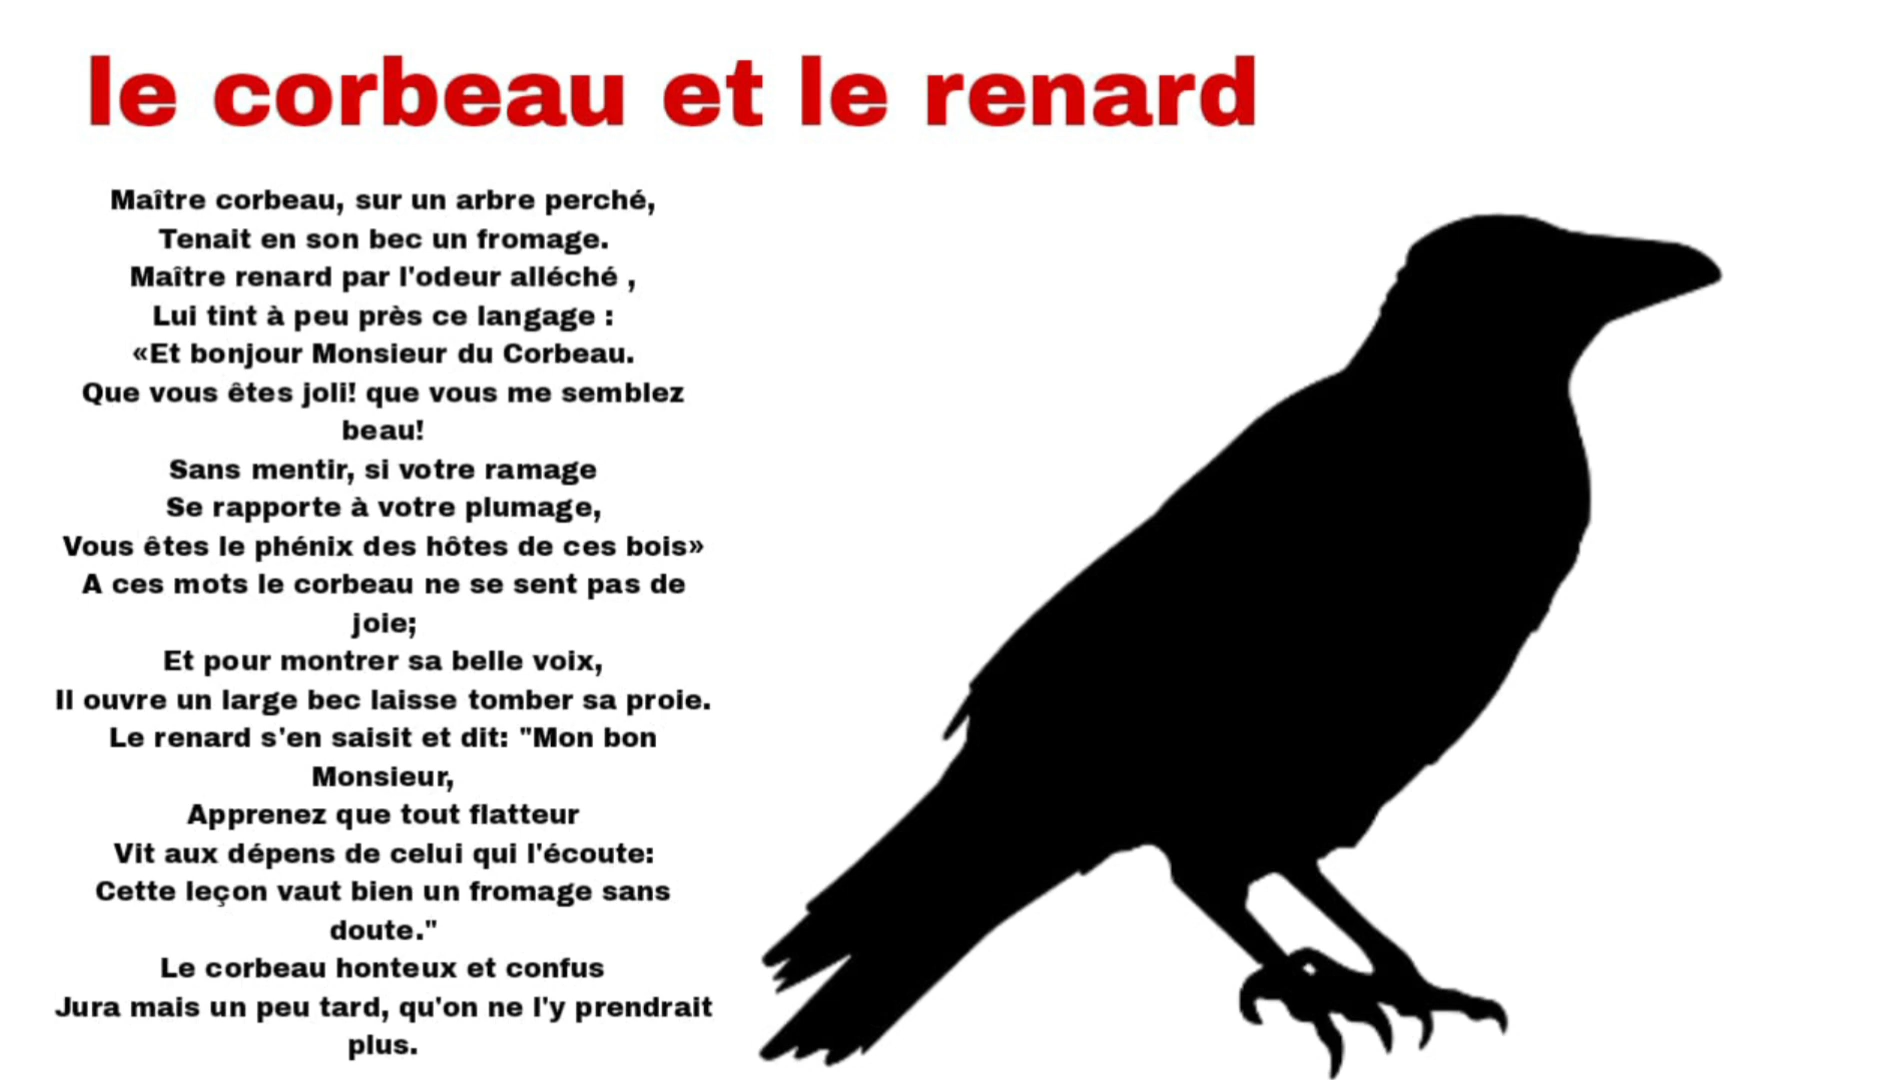 le corbeau et le renard
Maître corbeau, sur un arbre perché,
Tenait en son bec un fromage.
Maître renard par l'odeur alléché ,
Lui tint à peu près ce langage :
«Et bonjour Monsieur du Corbeau.
Que vous êtes joli! que vous me semblez
beau!
Sans mentir, si votre ramage
Se rapporte à votre plumage,
Vous êtes le phénix des hôtes de ces bois»
A ces mots le corbeau ne se sent pas de
joie;
Et pour montrer sa belle voix,
Il ouvre un large bec laisse tomber sa proie.
Le renard s'en saisit et dit: "Mon bon
Monsieur,
Apprenez que tout flatteur
Vit aux dépens de celui qui l'écoute:
Cette leçon vaut bien un fromage sans
doute."
Le corbeau honteux et confus
Jura mais un peu tard, qu'on ne l'y prendrait
plus.